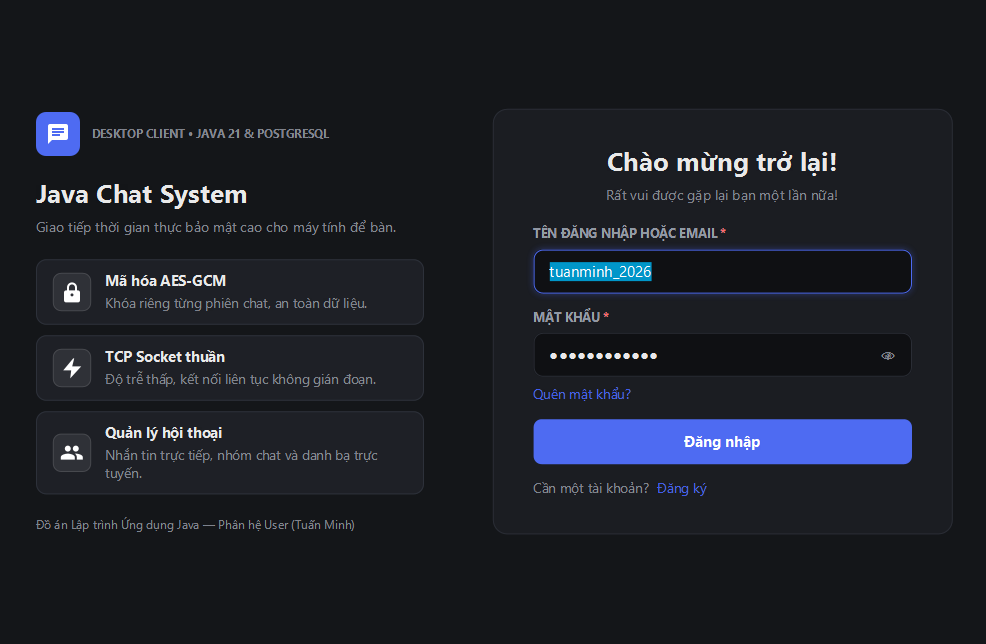 DESKTOP CLIENT • JAVA 21 & POSTGRESQL
Java Chat System
Giao tiếp thời gian thực bảo mật cao cho máy tính để bàn.
Mã hóa AES-GCM
Khóa riêng từng phiên chat, an toàn dữ liệu.
TCP Socket thuần
Độ trễ thấp, kết nối liên tục không gián đoạn.
Quản lý hội thoại
Nhắn tin trực tiếp, nhóm chat và danh bạ trực
tuyến.
Đồ án Lập trình Ứng dụng Java — Phân hệ User (Tuấn Minh)
Chào mừng trở lại!
Rất vui được gặp lại bạn một lần nữa!
TÊN ĐĂNG NHẬP HOẶC EMAIL *
tuanminh_2026
MẬT KHẨU *
●●●●●●●●●●●●
Quên mật khẩu?
Đăng nhập
Cần một tài khoản? Đăng ký